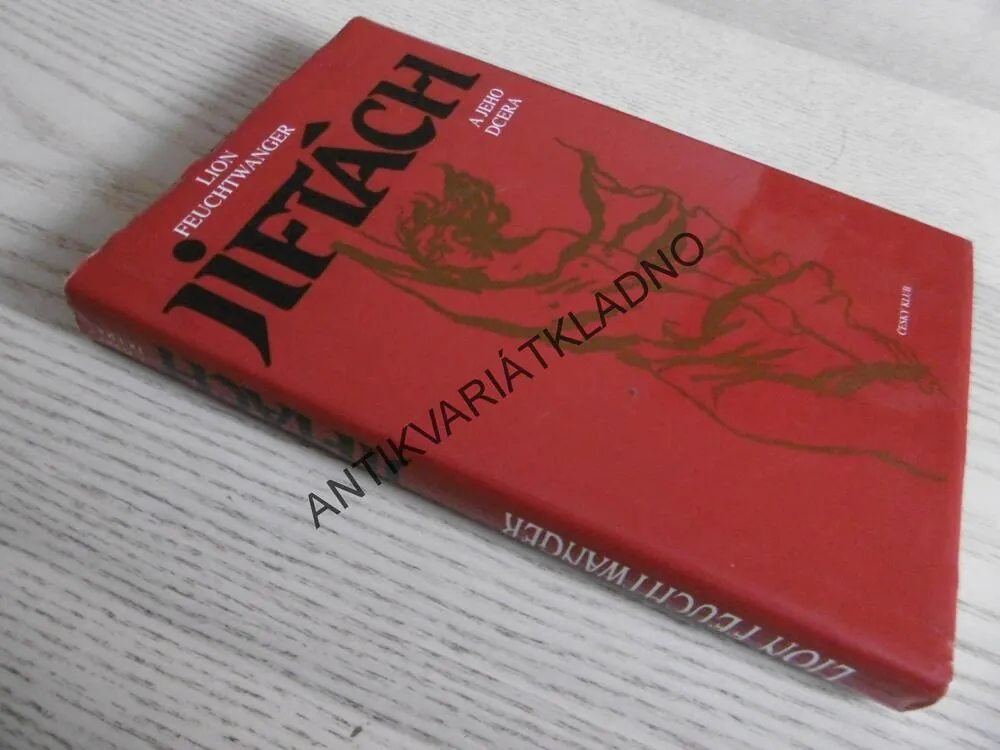 LION
FEUCHTWANGER
JIFTÁCH
A JEHO
DCERA
ČESKÝ KLUB
ANTIKVARIÁTKLADNO
LION FEUCHTWANGER